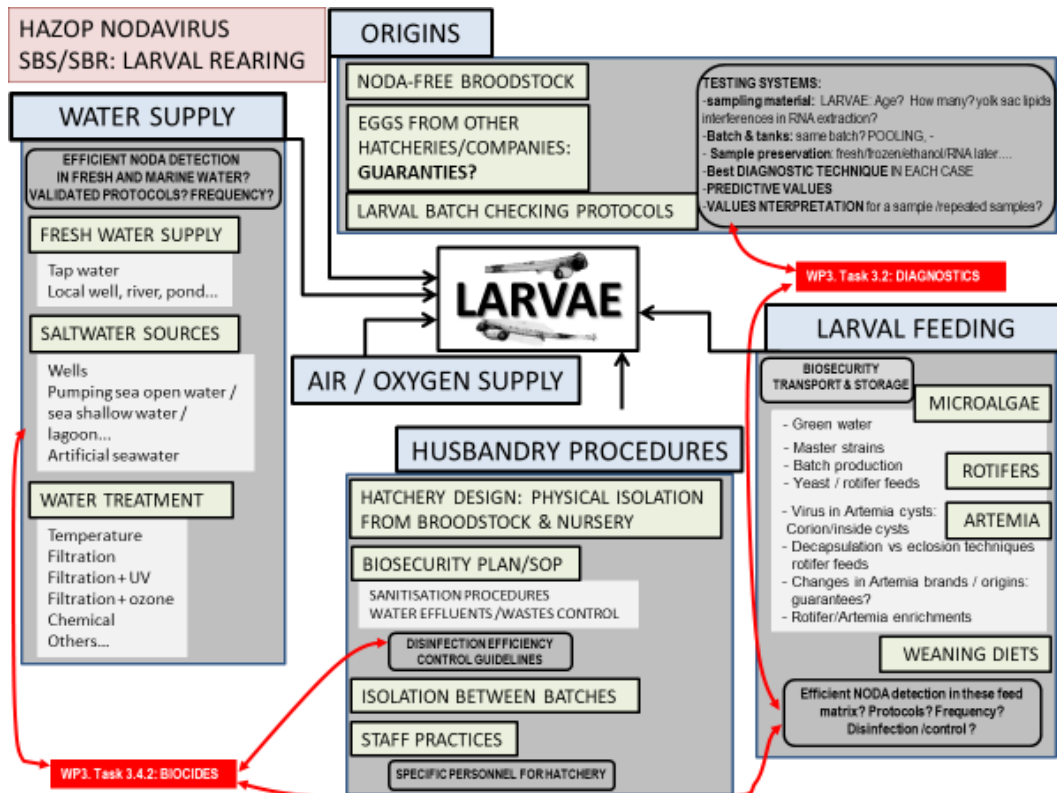 HAZOP NODAVIRUS
SBS/SBR: LARVAL REARING
ORIGINS
NODA-FREE BROODSTOCK
EGGS FROM OTHER
HATCHERIES/COMPANIES:
GUARANTIES?
LARVAL BATCH CHECKING PROTOCOLS
TESTING SYSTEMS:
-sampling material: LARVAE: Age? How many? yolk sac lipids
interferences in RNA extraction?
-Batch & tanks: same batch? POOLING, -
- Sample preservation: fresh/frozen/ethanol/RNA later....
-Best DIAGNOSTIC TECHNIQUE IN EACH CASE
-PREDICTIVE VALUES
-VALUES NTERPRETATION for a sample /repeated samples?
WP3. Task 3.2: DIAGNOSTICS
WATER SUPPLY
EFFICIENT NODA DETECTION
IN FRESH AND MARINE WATER?
VALIDATED PROTOCOLS? FREQUENCY?
FRESH WATER SUPPLY
Tap water
Local well, river, pond...
SALTWATER SOURCES
Wells
Pumping sea open water /
sea shallow water /
lagoon...
Artificial seawater
WATER TREATMENT
Temperature
Filtration
Filtration + UV
Filtration + ozone
Chemical
Others...
LARVAE
AIR / OXYGEN SUPPLY
HUSBANDRY PROCEDURES
HATCHERY DESIGN: PHYSICAL ISOLATION
FROM BROODSTOCK & NURSERY
BIOSECURITY PLAN/SOP
SANITISATION PROCEDURES
WATER EFFLUENTS /WASTES CONTROL
DISINFECTION EFFICIENCY
CONTROL GUIDELINES
ISOLATION BETWEEN BATCHES
STAFF PRACTICES
SPECIFIC PERSONNEL FOR HATCHERY
WP3. Task 3.4.2: BIOCIDES
LARVAL FEEDING
BIOSECURITY
TRANSPORT & STORAGE
MICROALGAE
- Green water
- Master strains
- Batch production
- Yeast / rotifer feeds
ROTIFERS
- Virus in Artemia cysts:
Corion/inside cysts
ARTEMIA
- Decapsulation vs eclosion techniques
rotifer feeds
- Changes in Artemia brands / origins:
guarantees?
- Rotifer/Artemia enrichments
WEANING DIETS
Efficient NODA detection in these feed
matrix? Protocols? Frequency?
Disinfection /control ?